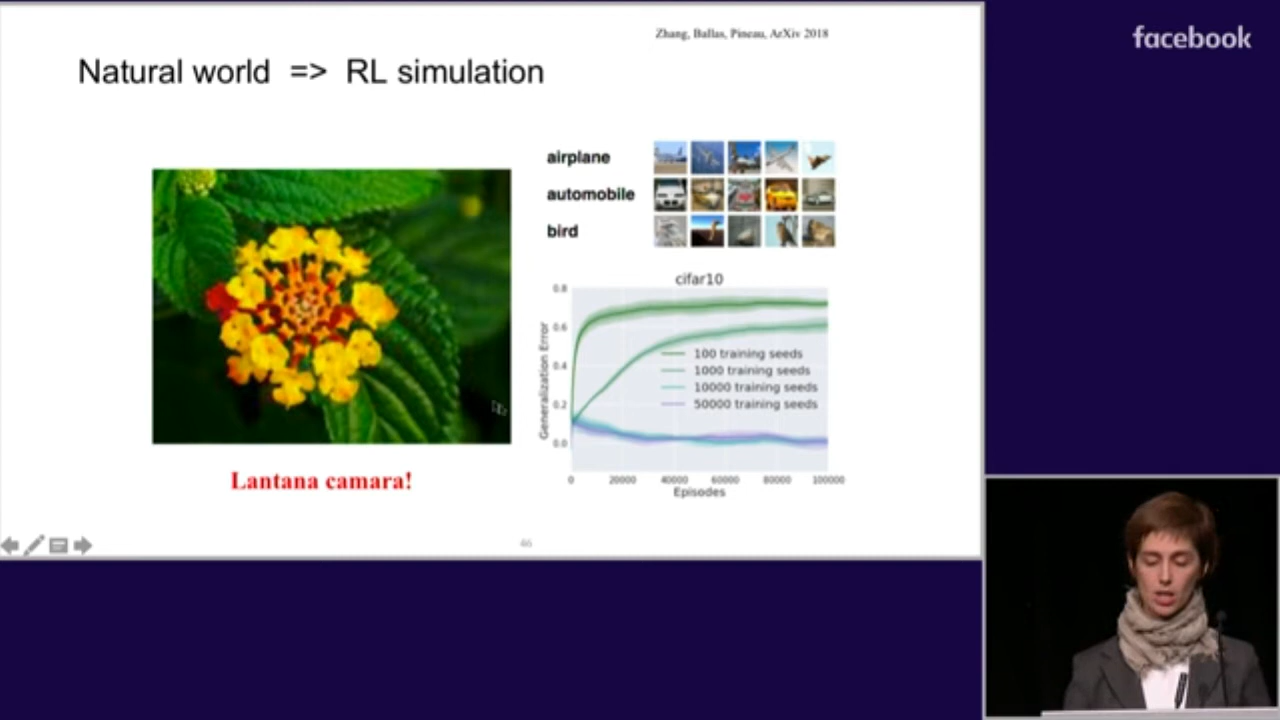 Zhang, Ballas, Pineau, ArXiv 2018
facebook
Natural world => RL simulation
airplane
automobile
bird
cifar10
Generalization Error
0.8
0.6
0.4
0.2
0.0
100 training seeds
1000 training seeds
10000 training seeds
50000 training seeds
0 20000 40000 60000 80000 100000
Episodes
Lantana camara!
46